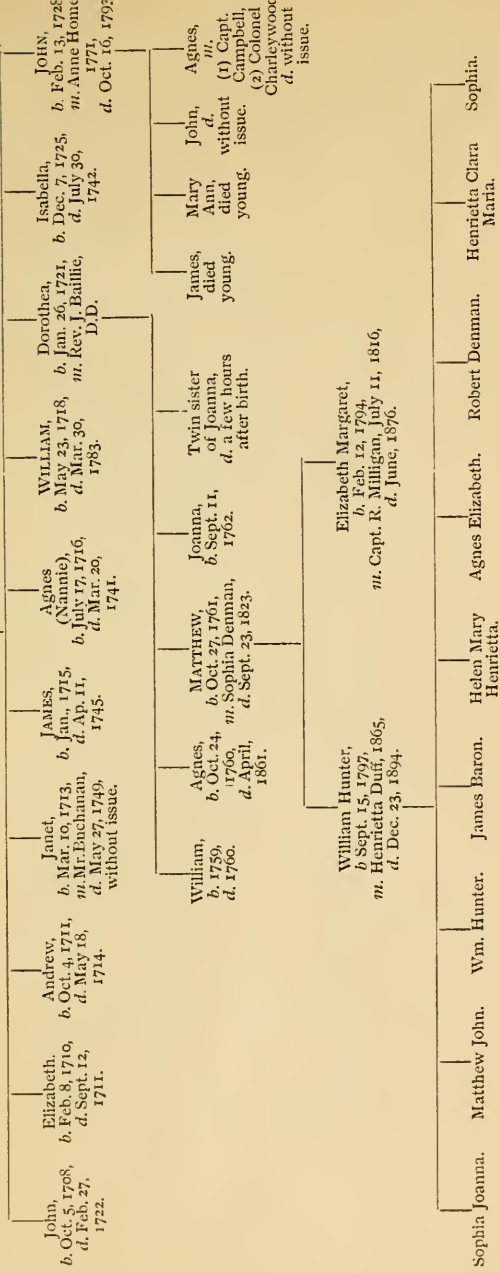 John,
b. Oct. 5, 1708,
d. Feb. 27,
1722.
Elizabeth.
b. Feb. 8, 1710,
d. Sept. 12,
1711.
Andrew,
b. Oct. 4, 1711,
d. May 18,
1714.
Janet,
b. Mar. 10, 1713,
m. Mr. Buchanan,
d. May 27, 1749,
without issue.
JAMES,
b. Jan., 1715,
d. Ap. 11,
1745.
Agnes
(Nannie),
b. July 17, 1716,
d. Mar. 20,
1741.
WILLIAM,
b. May 23, 1718,
d. Mar. 30,
1783.
Dorothea,
b. Jan. 26, 1721,
m. Rev. J. Baillie,
D.D.
Isabella,
b. Dec. 7, 1725,
d. July 30,
1742.
JOHN,
b. Feb. 13, 1728
m. Anne Home
1771,
d. Oct. 16, 1793
William,
b. 1759,
d. 1760.
Agnes,
b. Oct. 24,
1760,
d. April,
1861.
MATTHEW,
b. Oct. 27, 1761,
m. Sophia Denman,
d. Sept. 23, 1823.
Joanna,
b. Sept. 11,
1762.
Twin sister
of Joanna,
d. a few hours
after birth.
James,
died
young.
Mary
Ann,
died
young.
John,
d.
without
issue.
Agnes,
m.
(1) Capt.
Campbell,
(2) Colonel
Charleywood
d. without
issue.
William Hunter,
b Sept. 15, 1797,
m. Henrietta Duff, 1865,
d. Dec. 23, 1894.
Elizabeth Margaret,
b. Feb. 12, 1794,
m. Capt. R. Milligan, July 11, 1816,
d. June, 1876.
Sophia Joanna.
Matthew John.
Wm. Hunter.
James Baron.
Helen Mary
Henrietta.
Agnes Elizabeth.
Robert Denman.
Henrietta Clara
Maria.
Sophia.